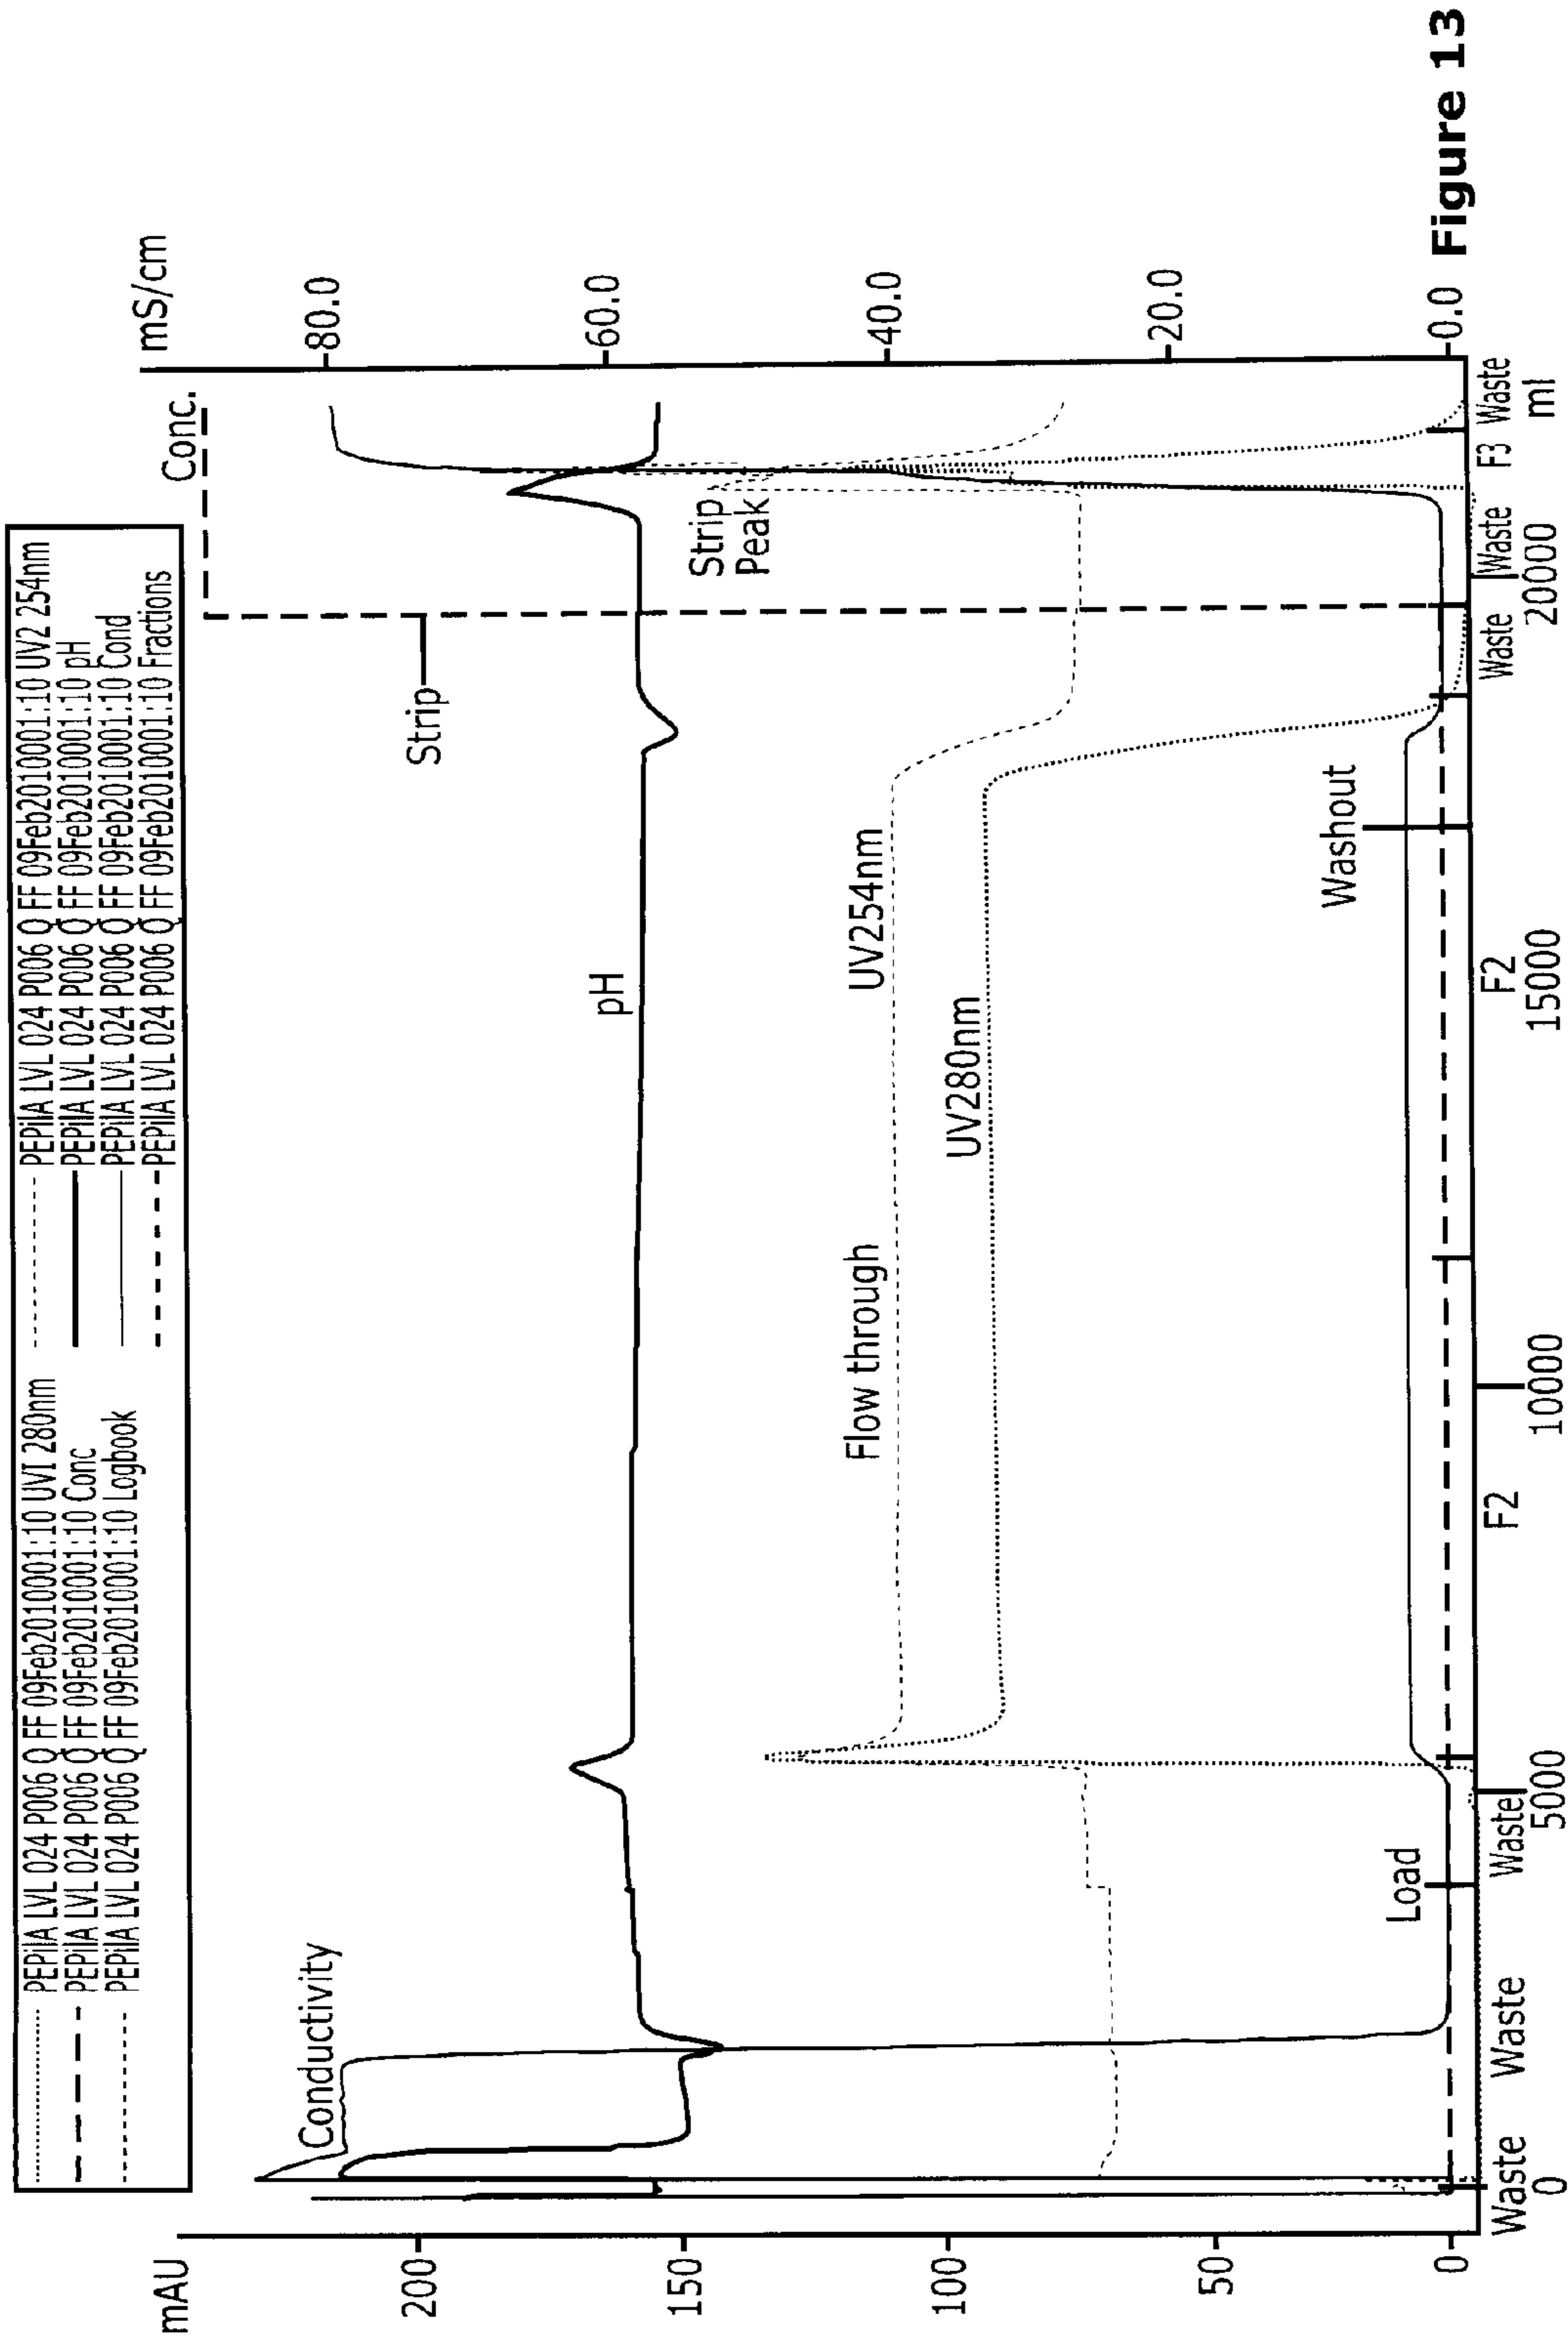 PEPiIA LVL 024 P006 Q FF 09Feb2010001:10 UVI 280nm
PEPiIA LVL 024 P006 Q FF 09Feb2010001:10 Conc
PEPiIA LVL 024 P006 Q FF 09Feb2010001:10 Logbook
PEPiIA LVL 024 P006 Q FF 09Feb2010001:10 UV2 254nm
PEPiIA LVL 024 P006 Q FF 09Feb2010001:10 pH
PEPiIA LVL 024 P006 Q FF 09Feb2010001:10 Cond
PEPiIA LVL 024 P006 Q FF 09Feb2010001:10 Fractions
mAU
200
150
100
50
0
mS/cm
80.0
60.0
40.0
20.0
0.0
Conductivity
Conc.
Strip
pH
Strip
Peak
UV254nm
Flow through
UV280nm
Washout
Load
Waste
Waste
Waste
F2
F2
Waste
Waste
F3
Waste
0
5000
10000
15000
20000
ml
Figure 13